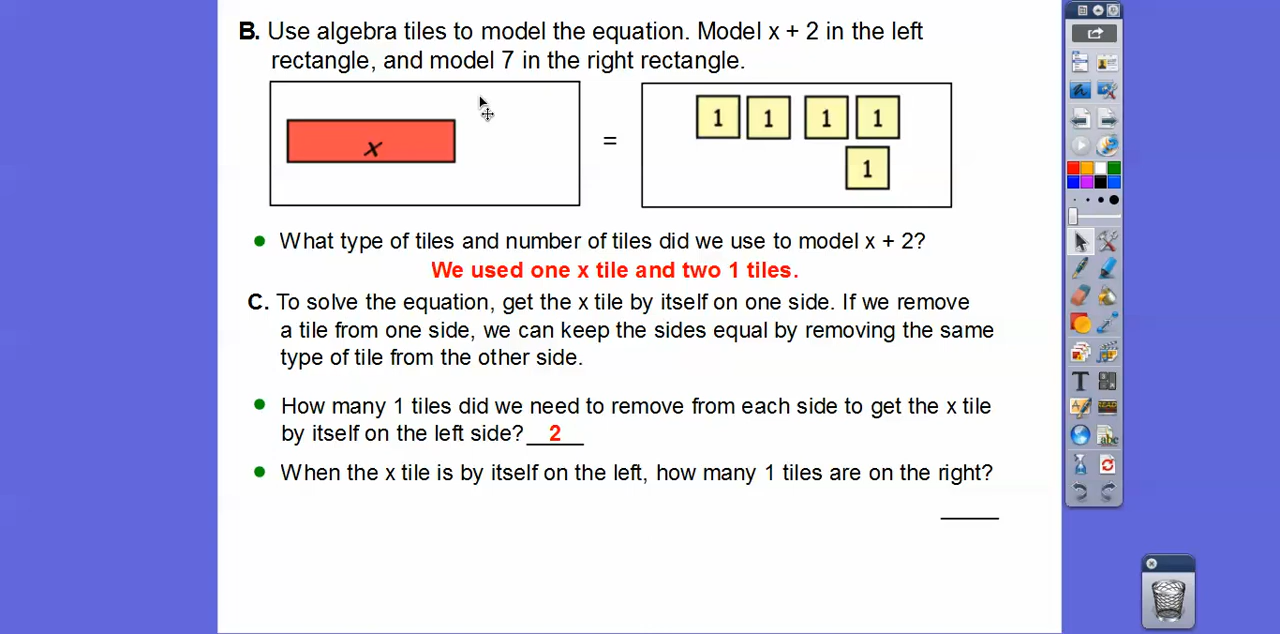 B. Use algebra tiles to model the equation. Model x + 2 in the left
rectangle, and model 7 in the right rectangle.
x
=
1 1 1 1
1
• What type of tiles and number of tiles did we use to model x + 2?
We used one x tile and two 1 tiles.
C. To solve the equation, get the x tile by itself on one side. If we remove
a tile from one side, we can keep the sides equal by removing the same
type of tile from the other side.
• How many 1 tiles did we need to remove from each side to get the x tile
by itself on the left side? 2
• When the x tile is by itself on the left, how many 1 tiles are on the right?